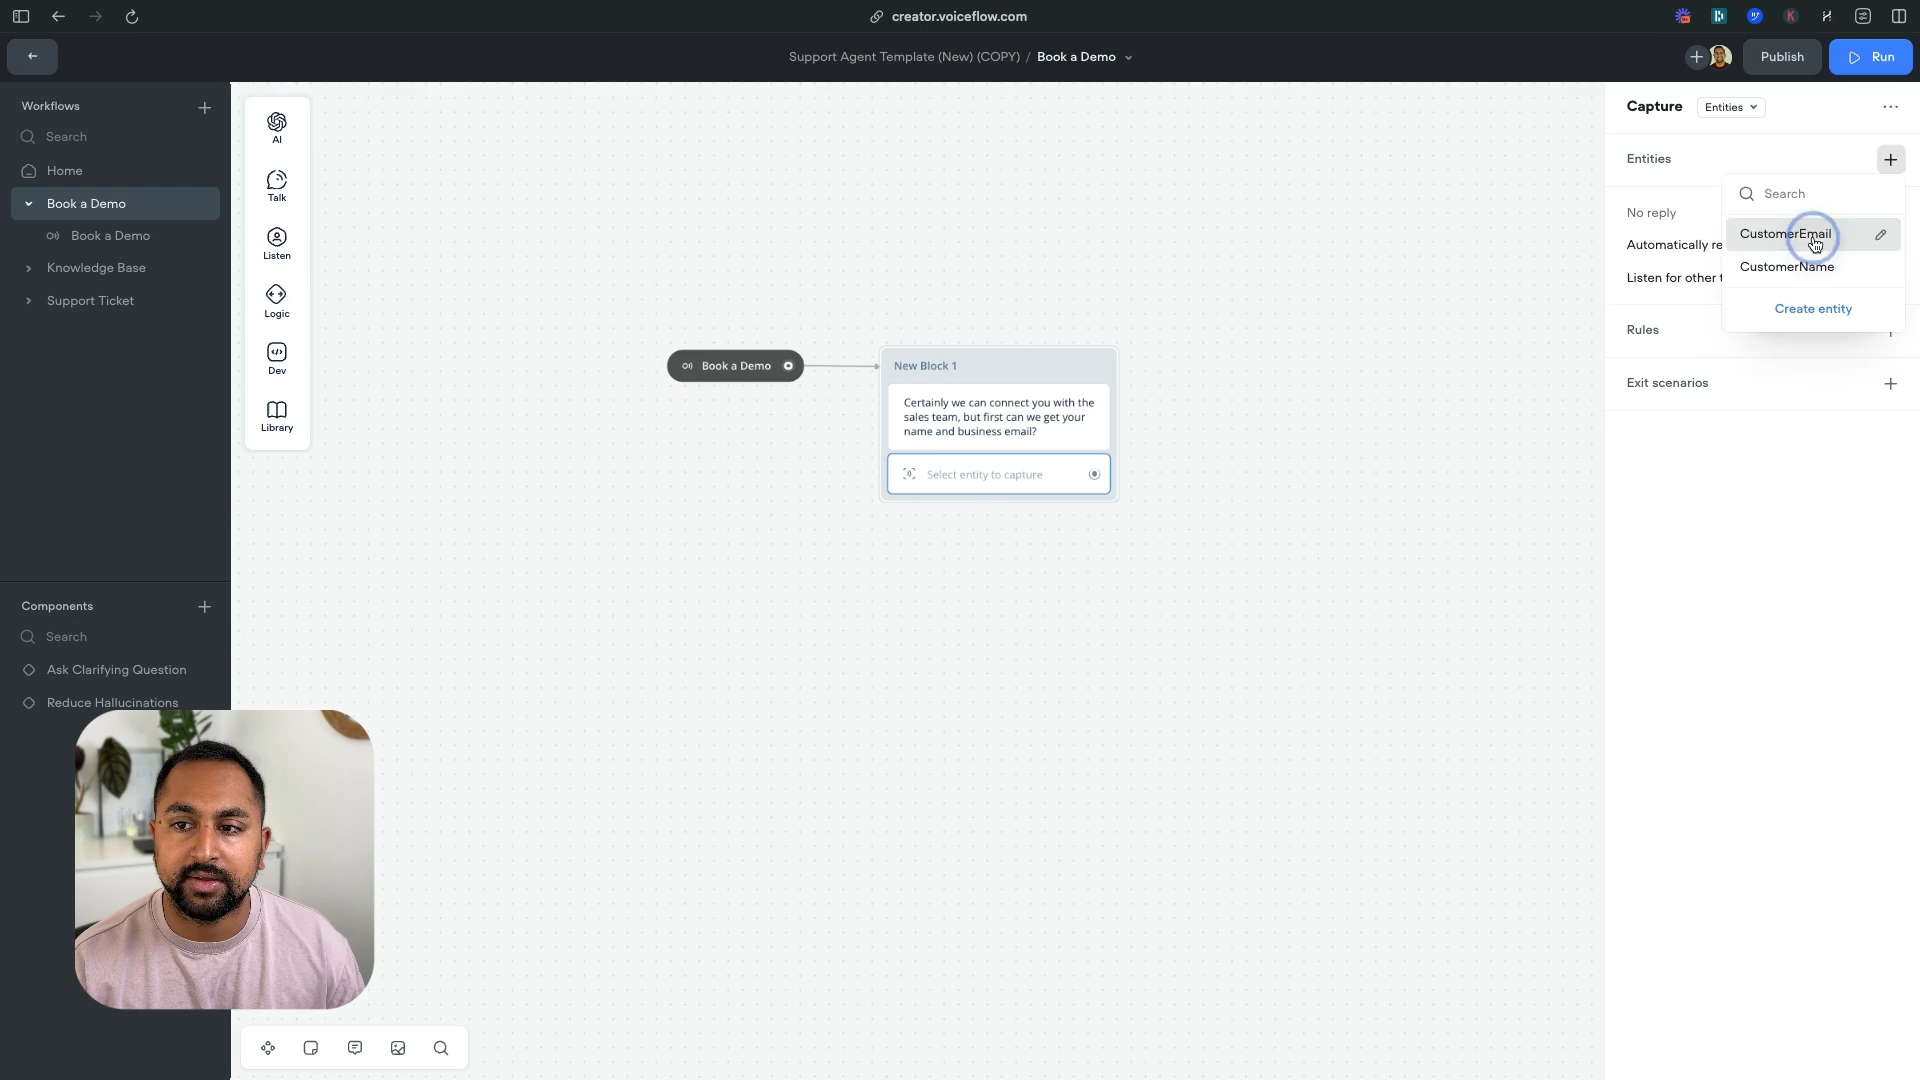 creator.voiceflow.com
Support Agent Template (New) (COPY) / Book a Demo
Publish
Run
Workflows
Search
Home
Book a Demo
Book a Demo
Knowledge Base
Support Ticket
Components
Search
Ask Clarifying Question
Reduce Hallucinations
AI
Talk
Listen
Logic
Dev
Library
Book a Demo
New Block 1
Certainly we can connect you with the
sales team, but first can we get your
name and business email?
Select entity to capture
Capture
Entities
Entities
Search
No reply
CustomerEmail
Automatically re
CustomerName
Listen for other t
Create entity
Rules
Exit scenarios